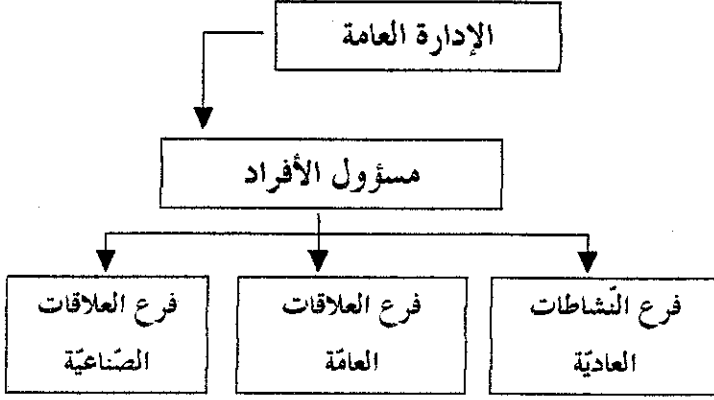 الإدارة العامة
مسؤول الأفراد
فرع النّشاطات
العاديّة
فرع العلاقات
العامّة
فرع العلاقات
الصّناعيّة